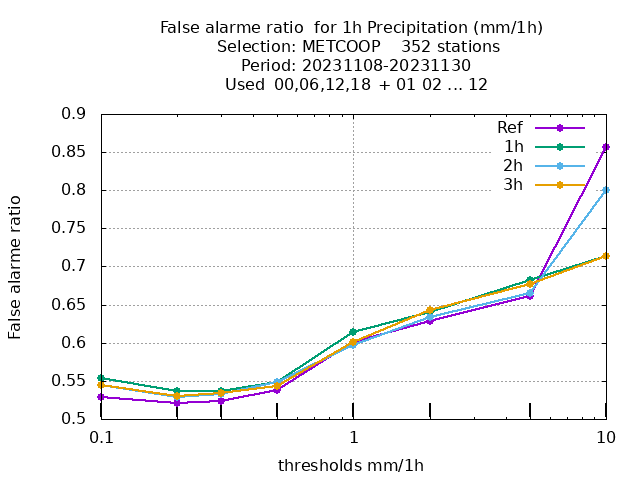 False alarme ratio  for 1h Precipitation (mm/1h)
Selection: METCOOP    352 stations
Period: 20231108-20231130
Used  00,06,12,18  + 01 02 ... 12
Ref
1h
2h
3h
0.9
0.85
0.8
0.75
0.7
0.65
0.6
0.55
0.5
False alarme ratio
0.1
1
10
thresholds mm/1h